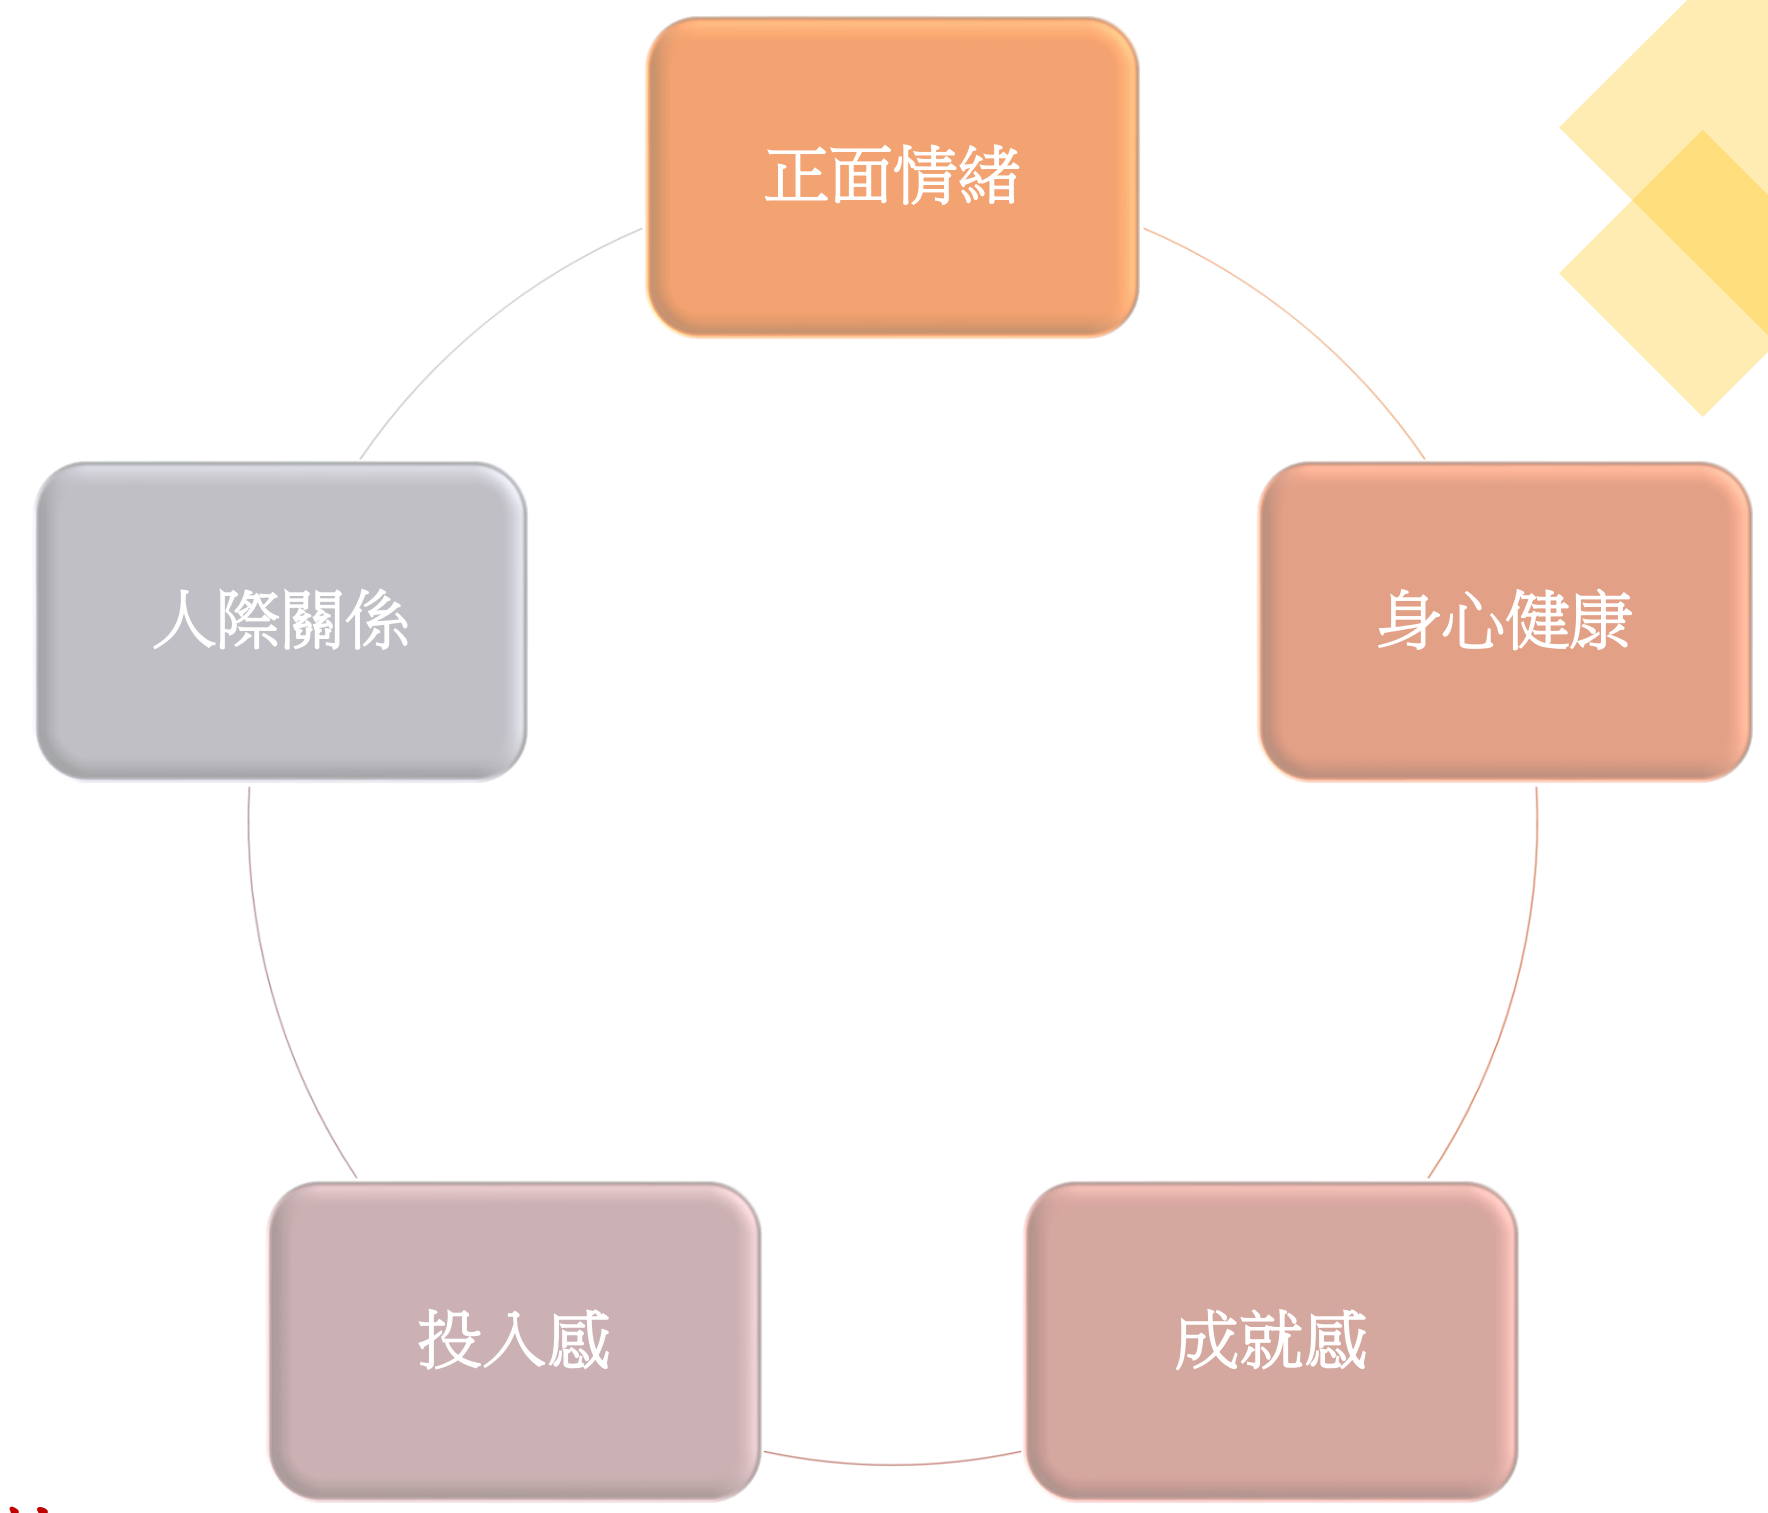 正面情緒
身心健康
成就感
投入感
人際關係